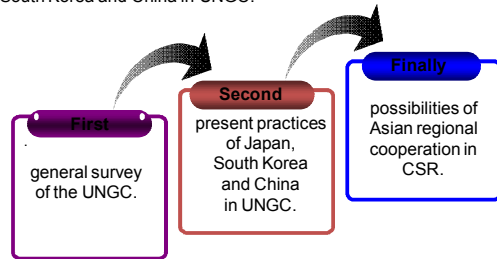 South Korea and China in UNGC.
First
.
general survey
of the UNGC.
Second
present practices
of Japan,
South Korea
and China
in UNGC.
Finally
possibilities of
Asian regional
cooperation in
CSR.